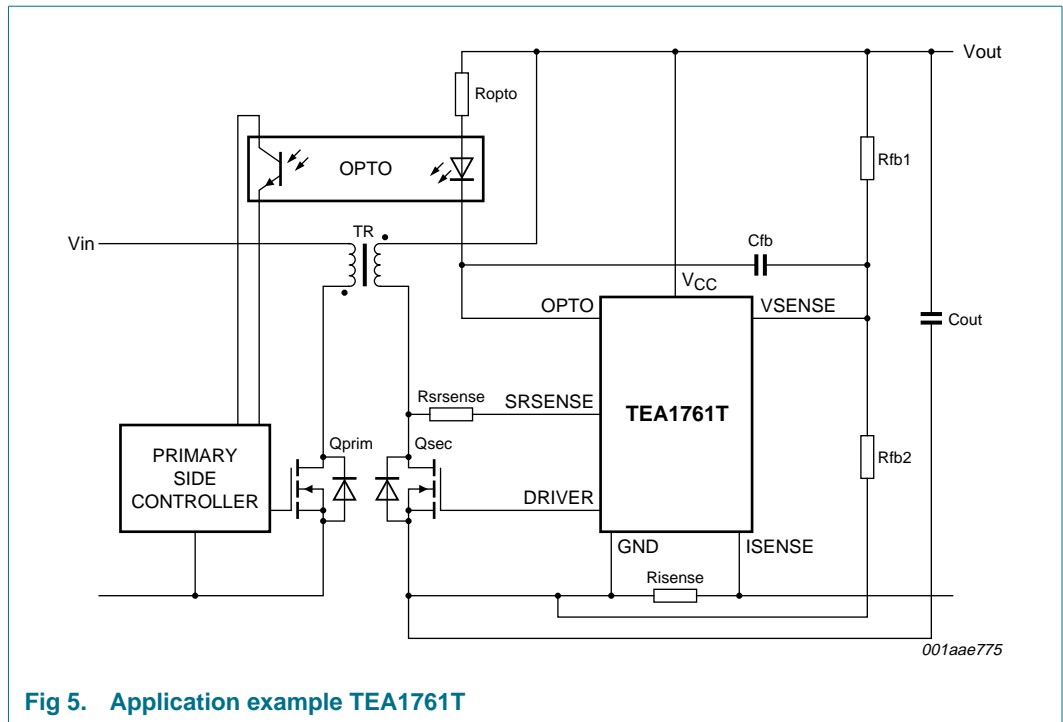 Vout
Ropto
OPTO
Rfb1
Vin
TR
Cfb
VCC
OPTO
VSENSE
Cout
Rsrsense
SRSENSE
TEA1761T
PRIMARY
SIDE
CONTROLLER
Qprim
Qsec
Rfb2
DRIVER
GND
ISENSE
Risense
001aae775
Fig 5. Application example TEA1761T